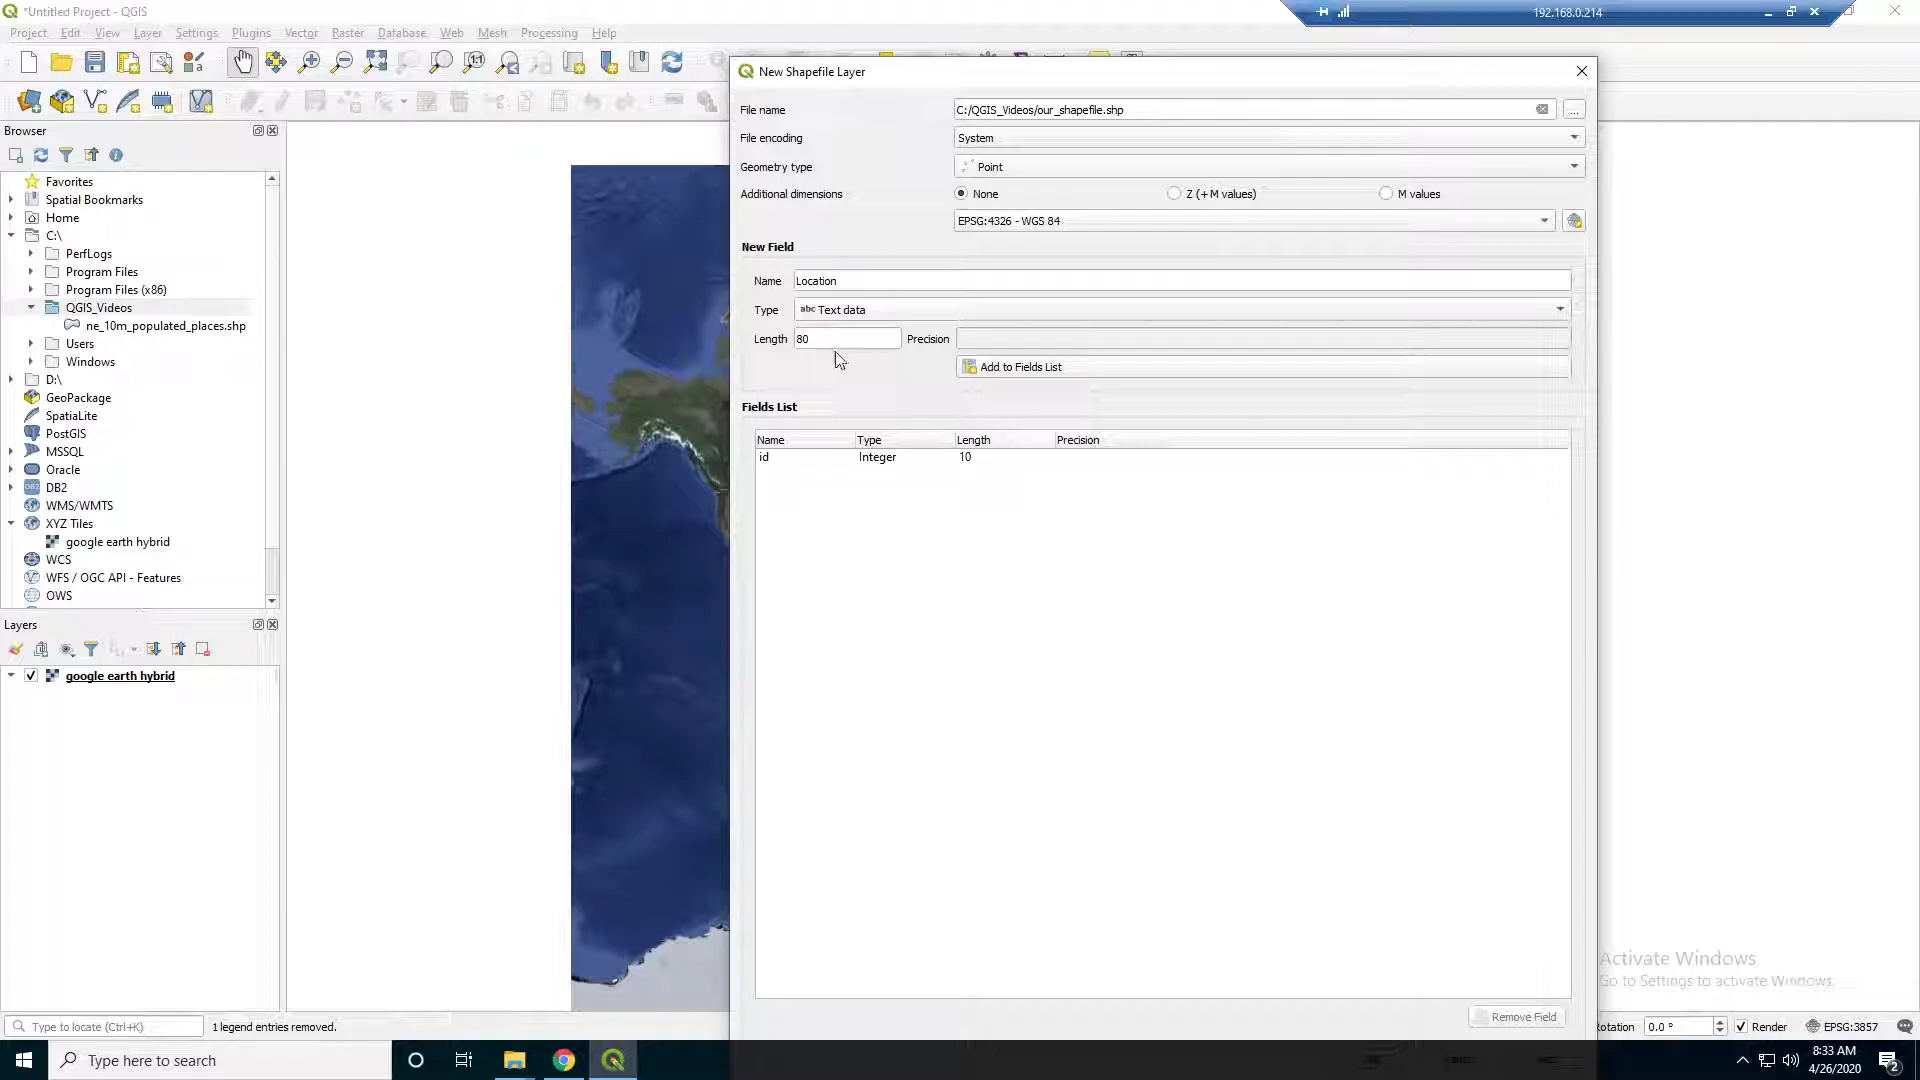 *Untitled Project - QGIS
192.168.0.214
Project Edit View Layer Settings Plugins Vector Raster Database Web Mesh Processing Help
New Shapefile Layer
File name C:/QGIS_Videos/our_shapefile.shp ...
File encoding System
Geometry type Point
Additional dimensions None Z (+M values) M values
EPSG:4326 - WGS 84
New Field
Name Location
Type abc Text data
Length 80 Precision
Add to Fields List
Fields List
Name Type Length Precision
id Integer 10
Remove Field
Browser
Favorites
Spatial Bookmarks
Home
C:\
PerfLogs
Program Files
Program Files (x86)
QGIS_Videos
ne_10m_populated_places.shp
Users
Windows
D:\
GeoPackage
SpatiaLite
PostGIS
MSSQL
Oracle
DB2
WMS/WMTS
XYZ Tiles
google earth hybrid
WCS
WFS / OGC API - Features
OWS
Layers
google earth hybrid
Activate Windows
Go to Settings to activate Windows.
Type to locate (Ctrl+K) 1 legend entries removed.
otation 0.0 ° Render EPSG:3857
Type here to search
8:33 AM
4/26/2020
2